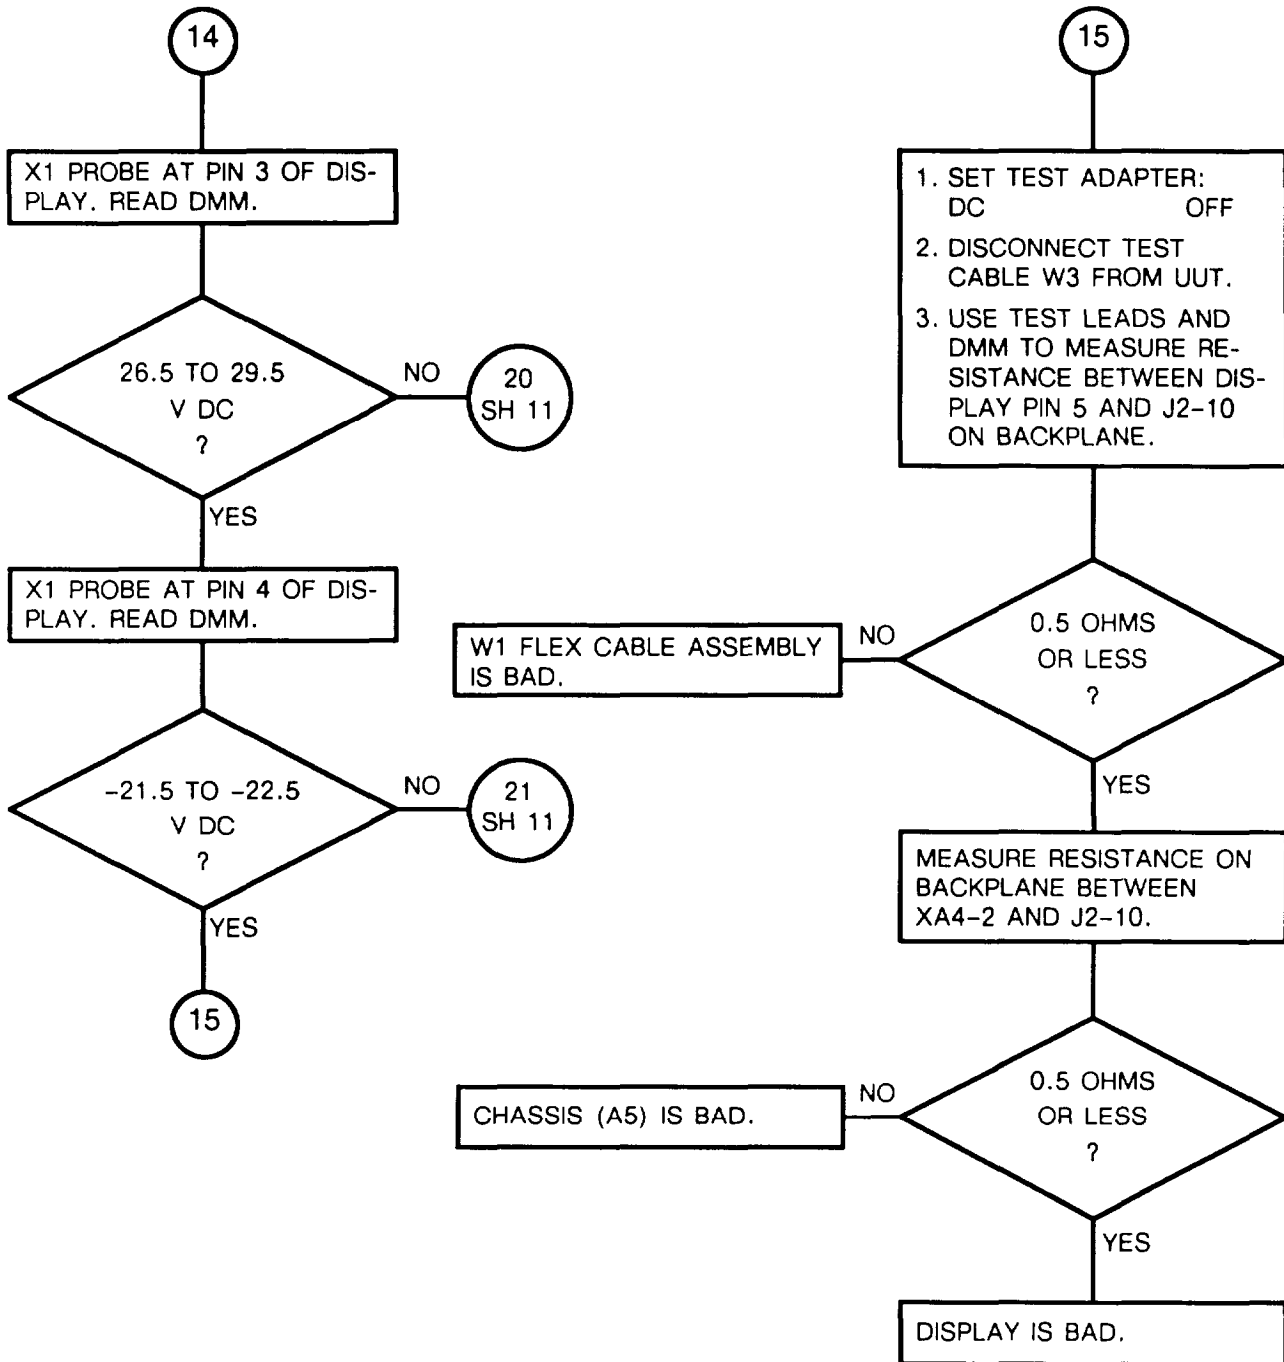 14
X1 PROBE AT PIN 3 OF DIS-
PLAY. READ DMM.
26.5 TO 29.5
V DC
?
NO
20
SH 11
YES
X1 PROBE AT PIN 4 OF DIS-
PLAY. READ DMM.
-21.5 TO -22.5
V DC
?
NO
21
SH 11
YES
15
15
1. SET TEST ADAPTER:
DC OFF
2. DISCONNECT TEST
CABLE W3 FROM UUT.
3. USE TEST LEADS AND
DMM TO MEASURE RE-
SISTANCE BETWEEN DIS-
PLAY PIN 5 AND J2-10
ON BACKPLANE.
0.5 OHMS
OR LESS
?
NO
W1 FLEX CABLE ASSEMBLY
IS BAD.
YES
MEASURE RESISTANCE ON
BACKPLANE BETWEEN
XA4-2 AND J2-10.
0.5 OHMS
OR LESS
?
NO
CHASSIS (A5) IS BAD.
YES
DISPLAY IS BAD.